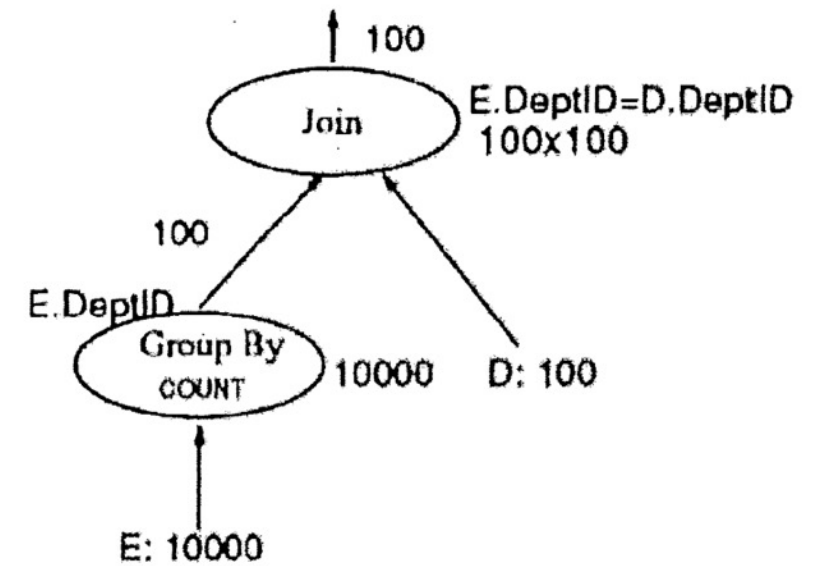 100
Join
E.DeptID=D.DeptID
100x100
100
E.DeptID
Group By
COUNT
10000
D: 100
E: 10000